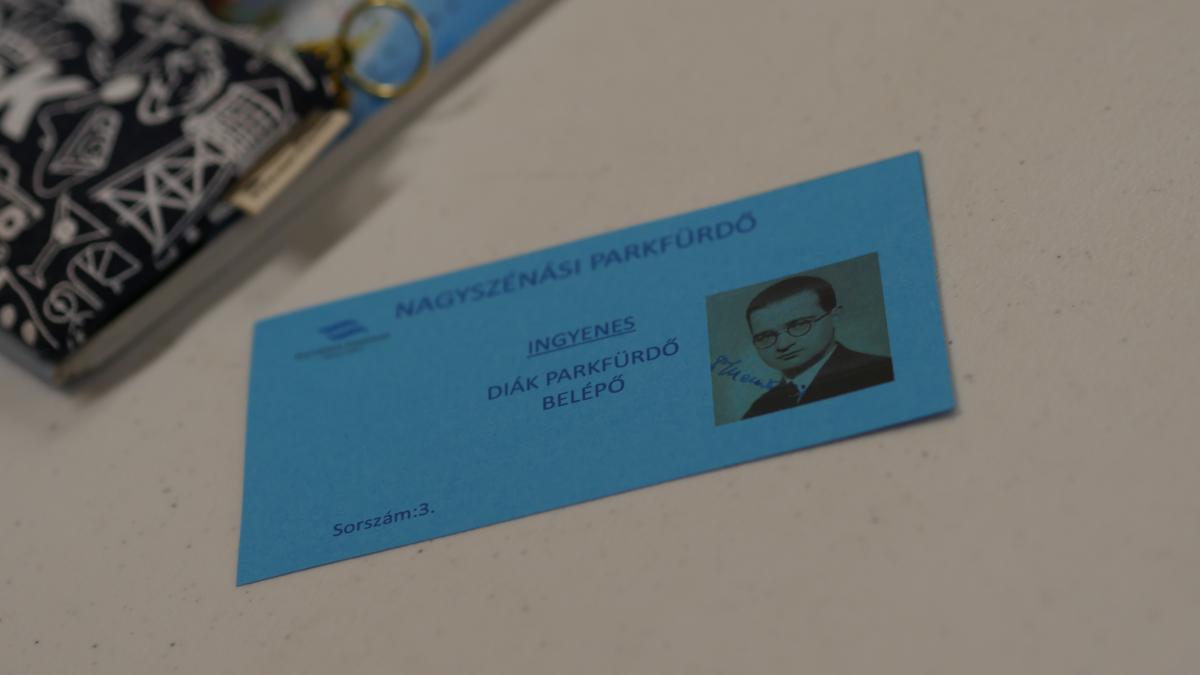 NAGYSZÉNÁSI PARKFÜRDŐ
INGYENES
DIÁK PARKFÜRDŐ
BELÉPŐ
Sorszám:3.